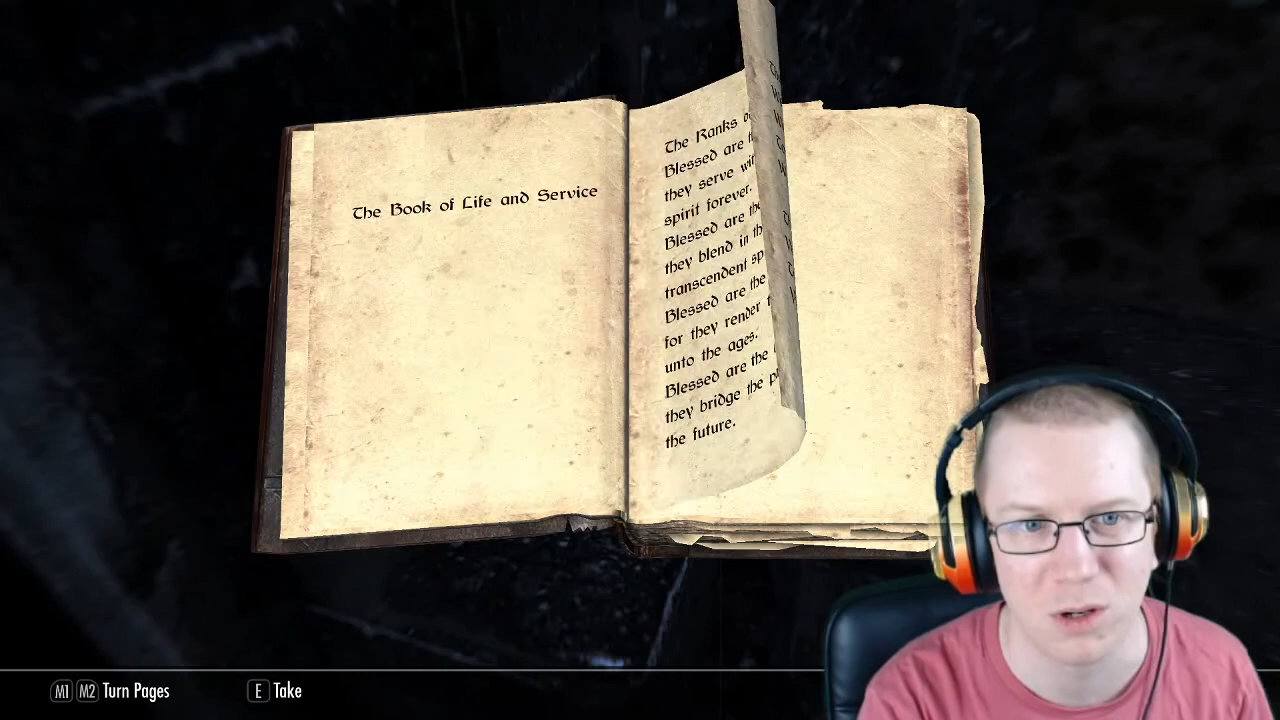 The Book of Life and Service
The Ranks
Blessed are
they serve
spirit forever.
Blessed are
they blend in
transcendent
Blessed are the
for they render
unto the ages.
Blessed are the
they bridge the
the future.
M1 M2 Turn Pages
E Take